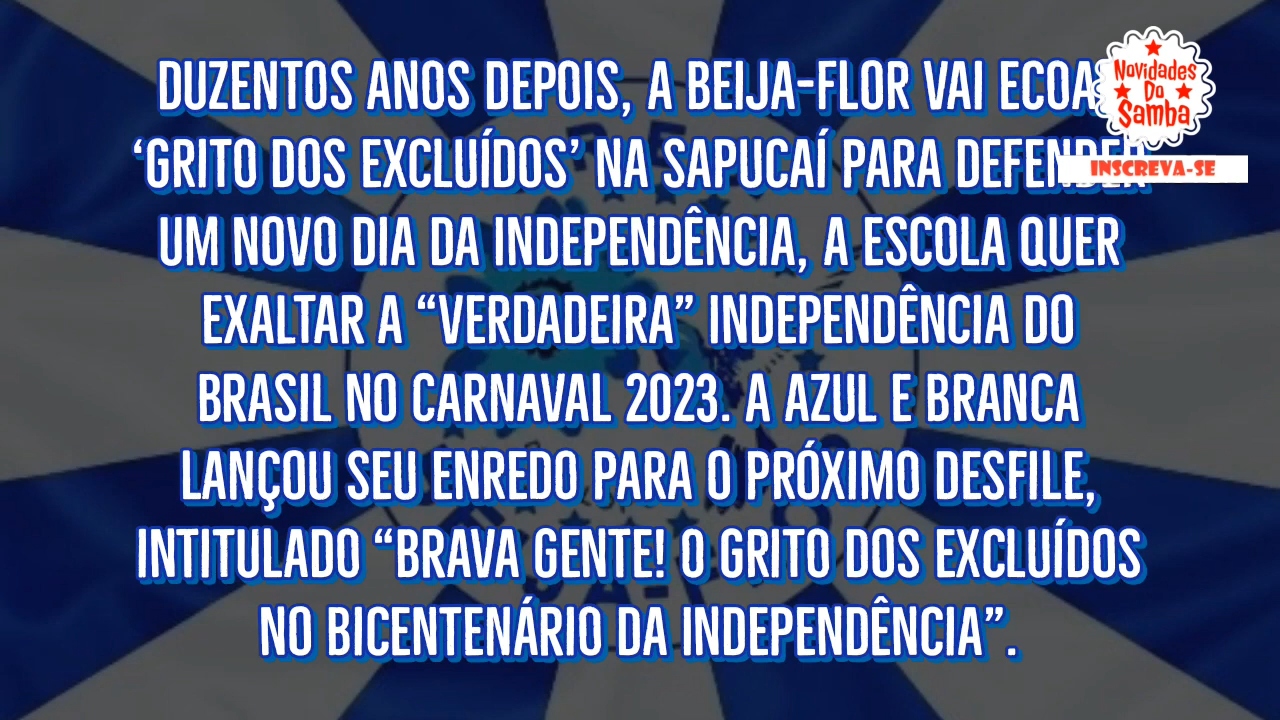 DUZENTOS ANOS DEPOIS, A BEIJA-FLOR VAI ECOA
‘GRITO DOS EXCLUÍDOS’ NA SAPUCAÍ PARA DEFENDER
UM NOVO DIA DA INDEPENDÊNCIA, A ESCOLA QUER
EXALTAR A “VERDADEIRA” INDEPENDÊNCIA DO
BRASIL NO CARNAVAL 2023. A AZUL E BRANCA
LANÇOU SEU ENREDO PARA O PRÓXIMO DESFILE,
INTITULADO “BRAVA GENTE! O GRITO DOS EXCLUÍDOS
NO BICENTENÁRIO DA INDEPENDÊNCIA”.
Novidades
Do
Samba
INSCREVA-SE